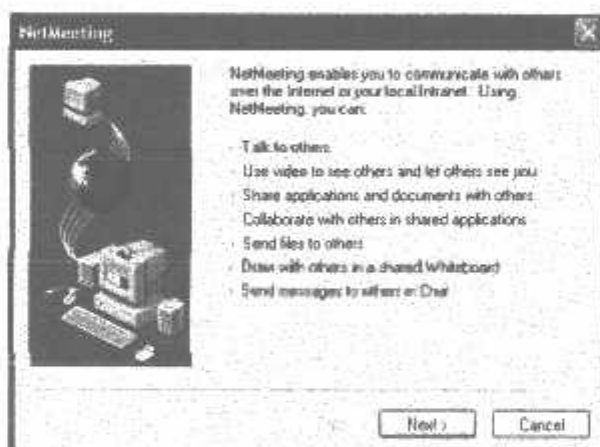 NetMeeting
NetMeeting enables you to communicate with others
over the Internet or your local Intranet. Using
NetMeeting, you can:
- Talk to others
- Use video to see others and let others see you
- Share applications and documents with others
- Collaborate with others in shared applications
- Send files to others
- Draw with others in a shared Whiteboard
- Send messages to others in Chat
Next >
Cancel